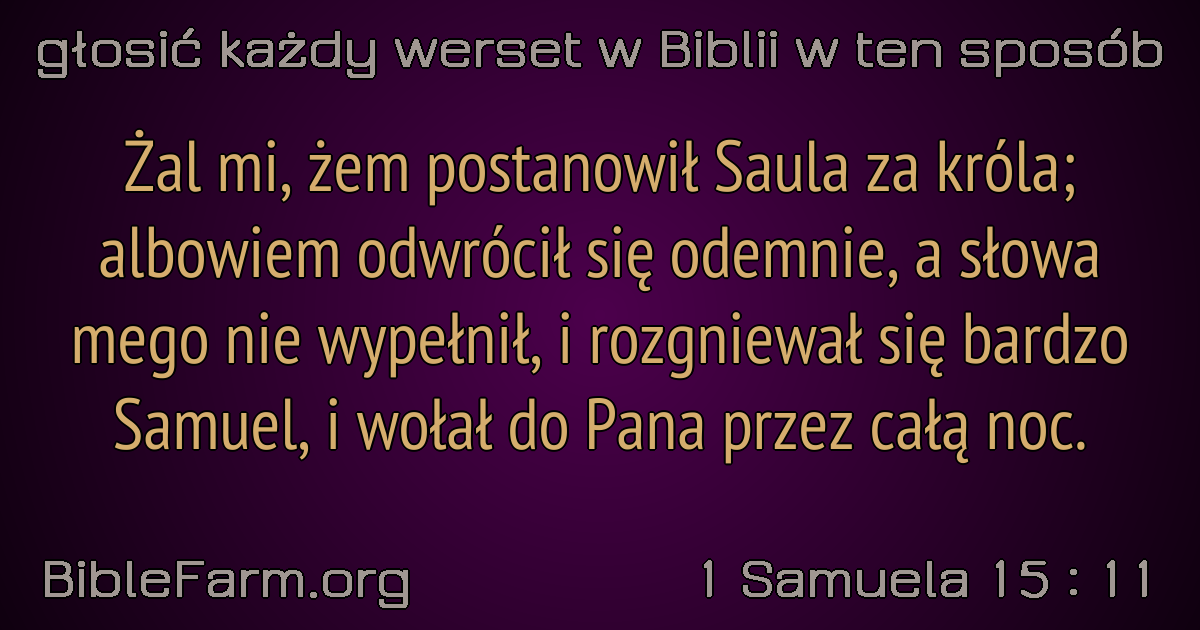 głosić każdy werset w Biblii w ten sposób
Żal mi, żem postanowił Saula za króla;
albowiem odwrócił się odemnie, a słowa
mego nie wypełnił, i rozgniewał się bardzo
Samuel, i wołał do Pana przez całą noc.
BibleFarm.org
1 Samuela 15 : 11